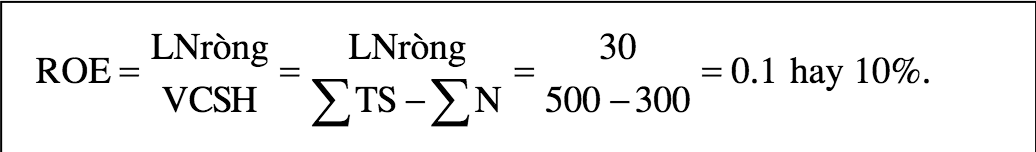 ROE = LNròng / VCSH = LNròng / (∑TS − ∑N) = 30 / (500 − 300) = 0.1 hay 10%.